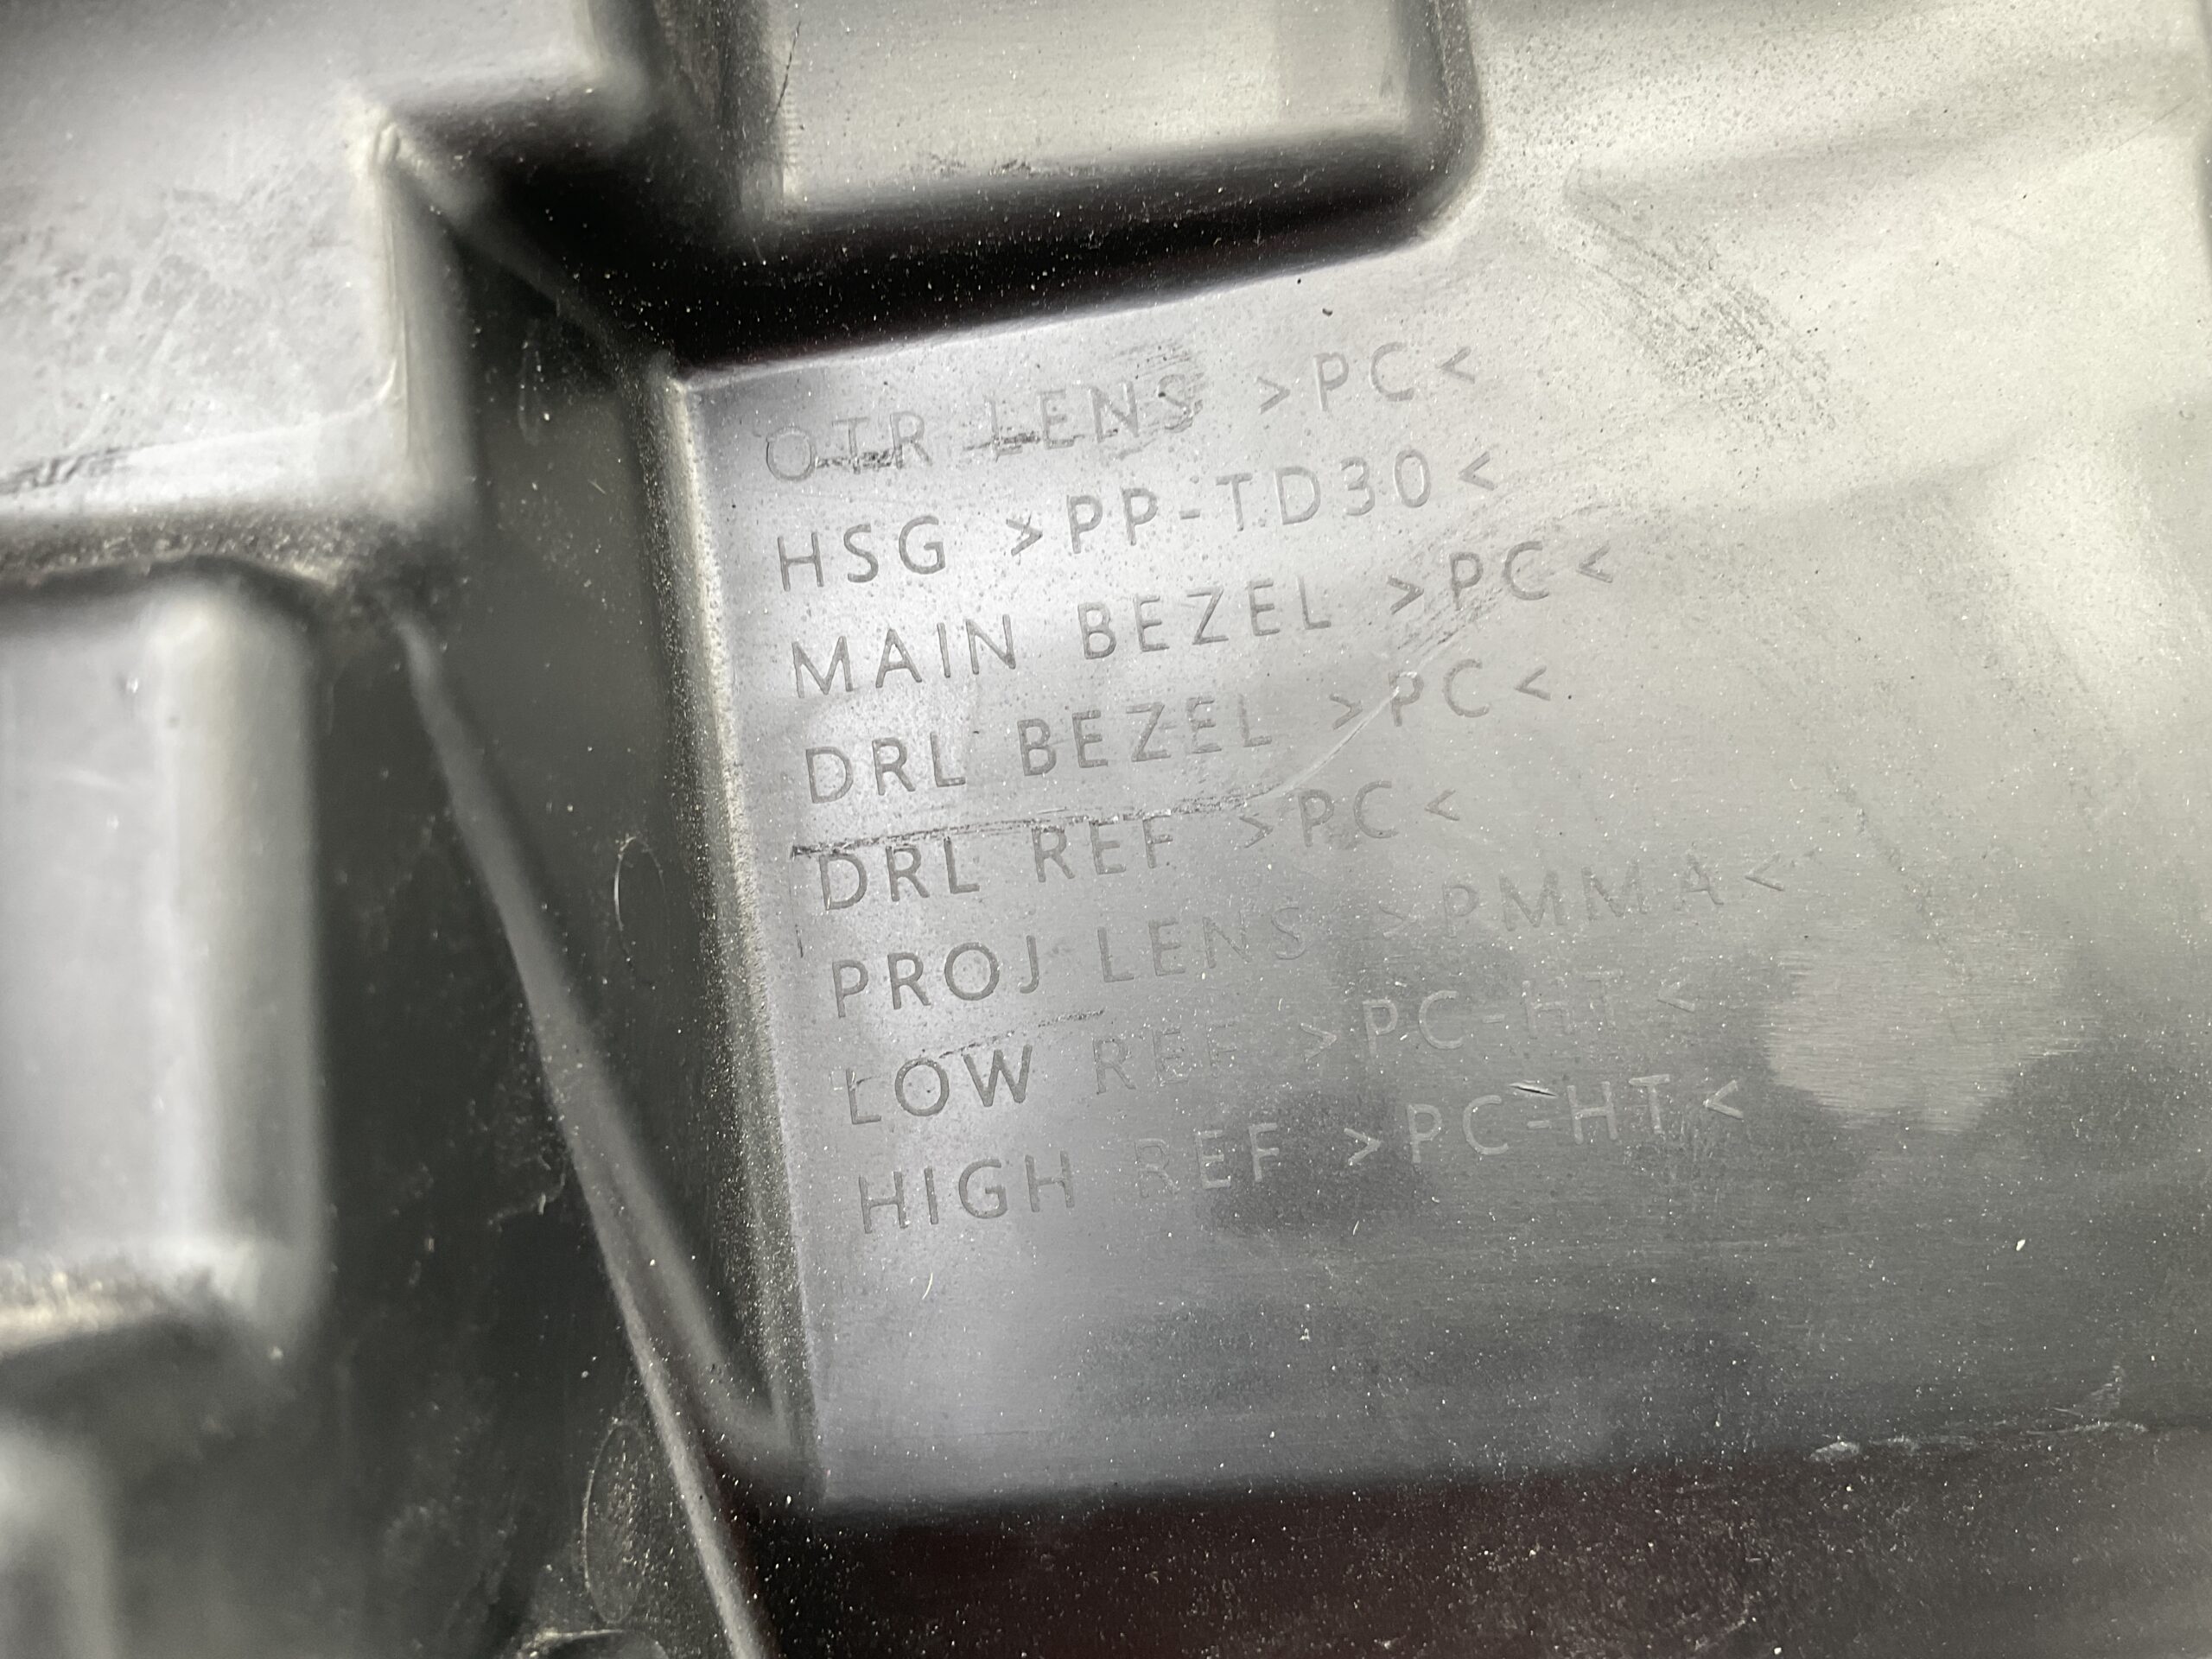 OTR LENS >PC<
HSG >PP-TD30<
MAIN BEZEL >PC<
DRL BEZEL >PC<
DRL REF >PC<
PROJ LENS >PMMA<
LOW REF >PC-HT<
HIGH REF >PC-HT<